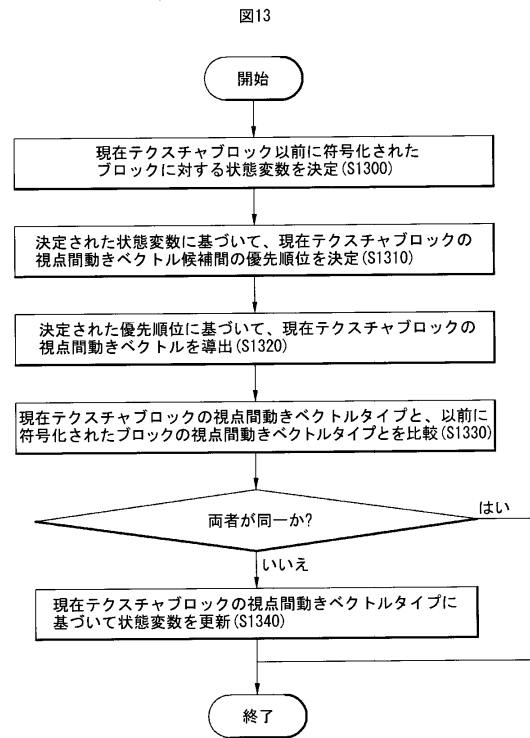 図13
開始
現在テクスチャブロック以前に符号化された
ブロックに対する状態変数を決定(S1300)
決定された状態変数に基づいて、現在テクスチャブロックの
視点間動きベクトル候補間の優先順位を決定(S1310)
決定された優先順位に基づいて、現在テクスチャブロックの
視点間動きベクトルを導出(S1320)
現在テクスチャブロックの視点間動きベクトルタイプと、以前に
符号化されたブロックの視点間動きベクトルタイプとを比較(S1330)
両者が同一か?
はい
いいえ
現在テクスチャブロックの視点間動きベクトルタイプに
基づいて状態変数を更新(S1340)
終了